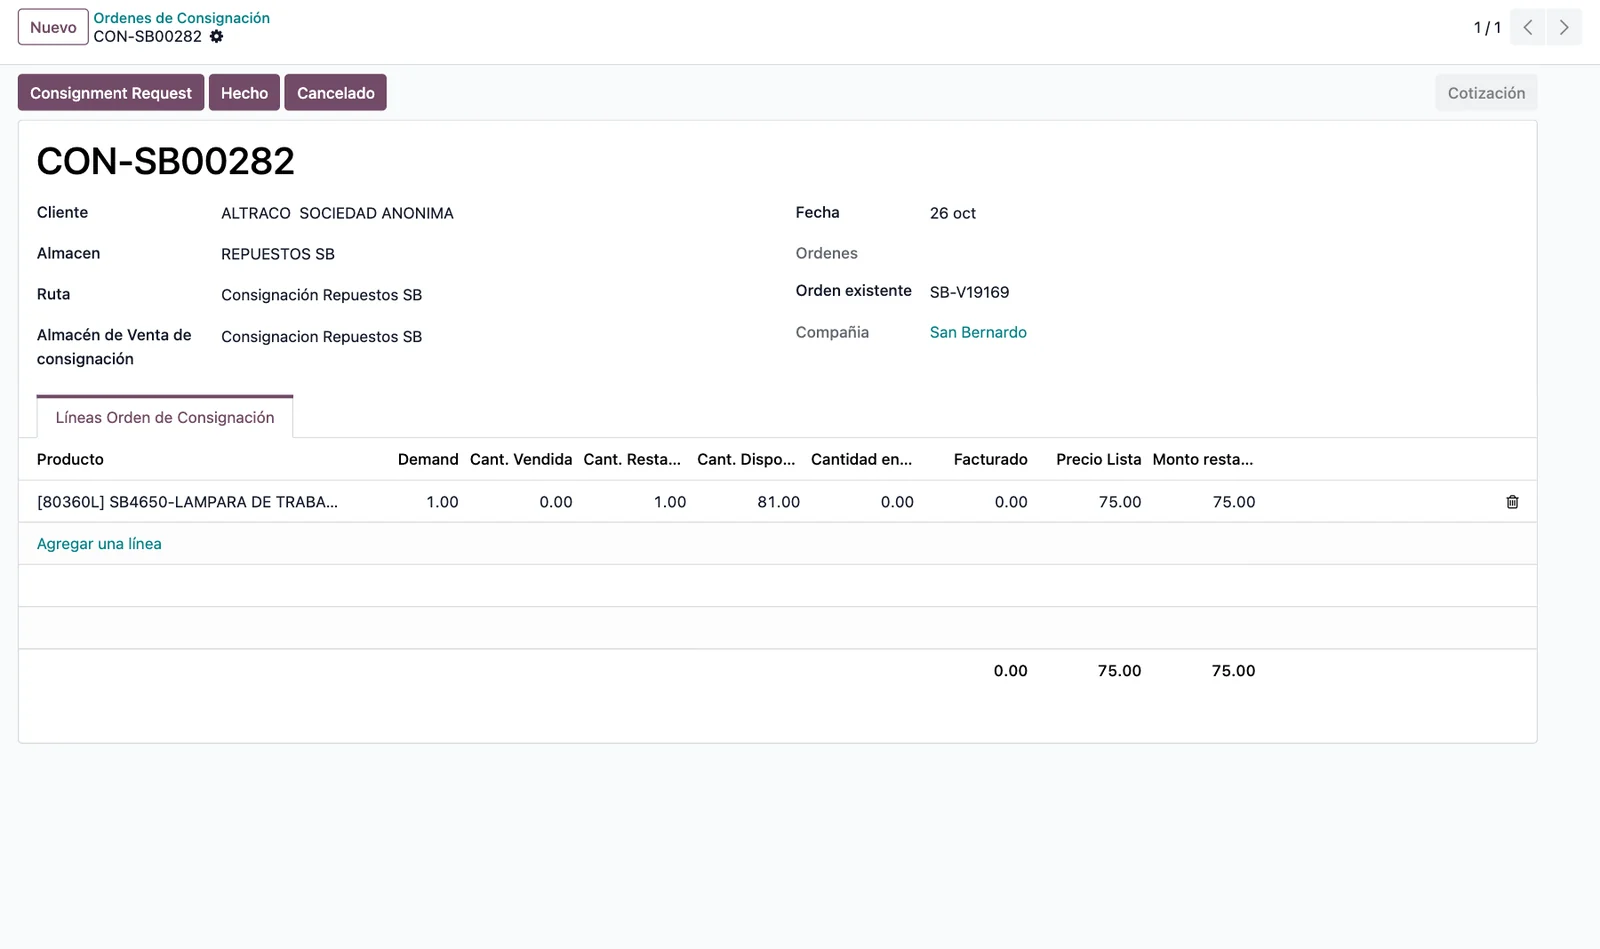 Nuevo
Ordenes de Consignación
CON-SB00282
1 / 1
Consignment Request
Hecho
Cancelado
Cotización
CON-SB00282
Cliente
ALTRACO  SOCIEDAD ANONIMA
Almacen
REPUESTOS SB
Ruta
Consignación Repuestos SB
Almacén de Venta de
consignación
Consignacion Repuestos SB
Fecha
26 oct
Ordenes
Orden existente
SB-V19169
Compañia
San Bernardo
Líneas Orden de Consignación
Producto Demand Cant. Vendida Cant. Resta... Cant. Dispo... Cantidad en... Facturado Precio Lista Monto resta...
[80360L] SB4650-LAMPARA DE TRABA... 1.00 0.00 1.00 81.00 0.00 0.00 75.00 75.00
Agregar una línea
0.00 75.00 75.00